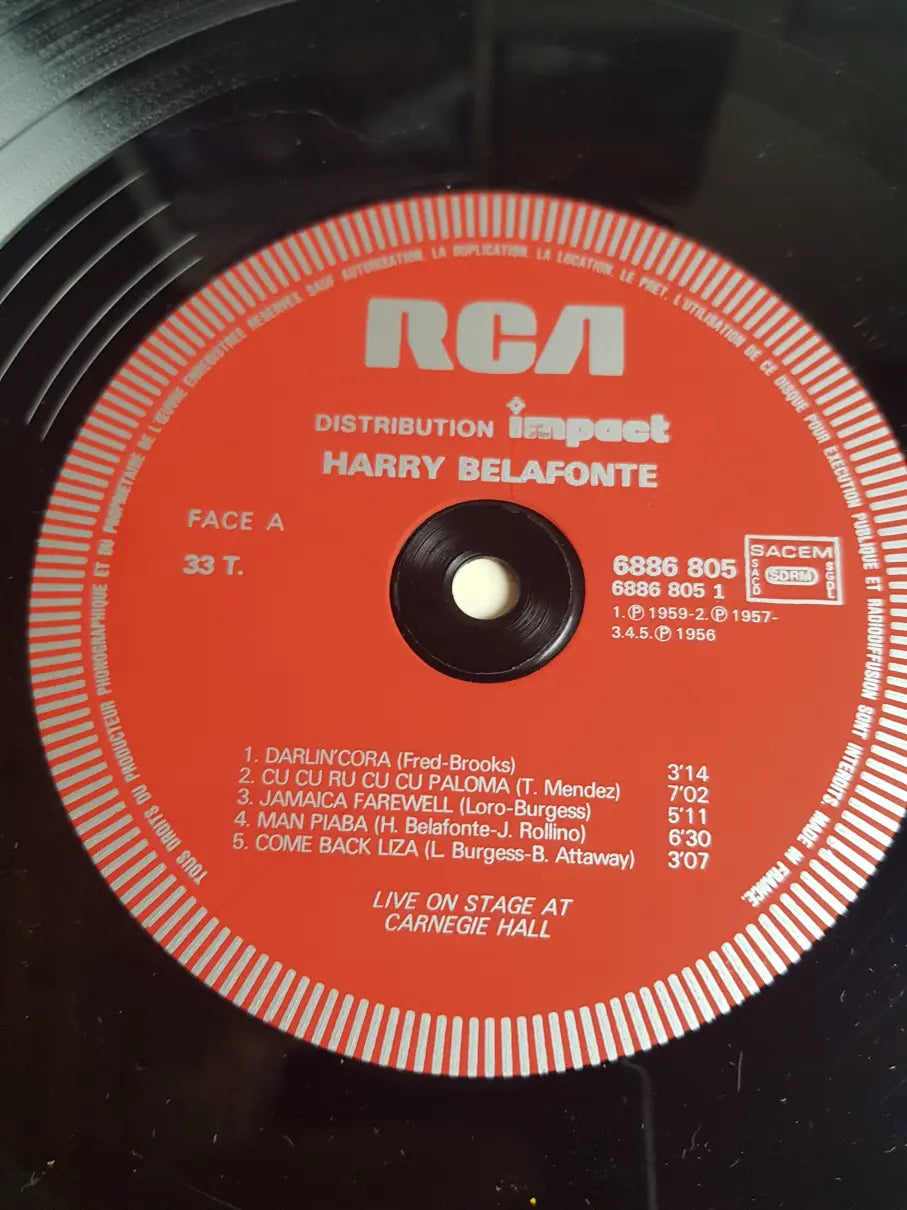 TOUS DROITS DU PRODUCTEUR PHONOGRAPHIQUE ET DU PROPRIETAIRE DE L'ŒUVRE ENREGISTREE RESERVES. SAUF AUTORISATION, LA DUPLICATION, LA LOCATION, LE PRET, L'UTILISATION DE CE DISQUE POUR EXECUTION PUBLIQUE ET RADIODIFFUSION SONT INTERDITS. MADE IN FRANCE.
RCA
DISTRIBUTION impact
HARRY BELAFONTE
FACE A
33 T.
6886 805
6886 805 1
1.Ⓟ 1959-2.Ⓟ 1957-
3.4.5.Ⓟ 1956
SACEM
SACD
SDRM
SGDL
1. DARLIN'CORA (Fred-Brooks) 3'14
2. CU CU RU CU CU PALOMA (T. Mendez) 7'02
3. JAMAICA FAREWELL (Loro-Burgess) 5'11
4. MAN PIABA (H. Belafonte-J. Rollino) 6'30
5. COME BACK LIZA (L. Burgess-B. Attaway) 3'07
LIVE ON STAGE AT
CARNEGIE HALL